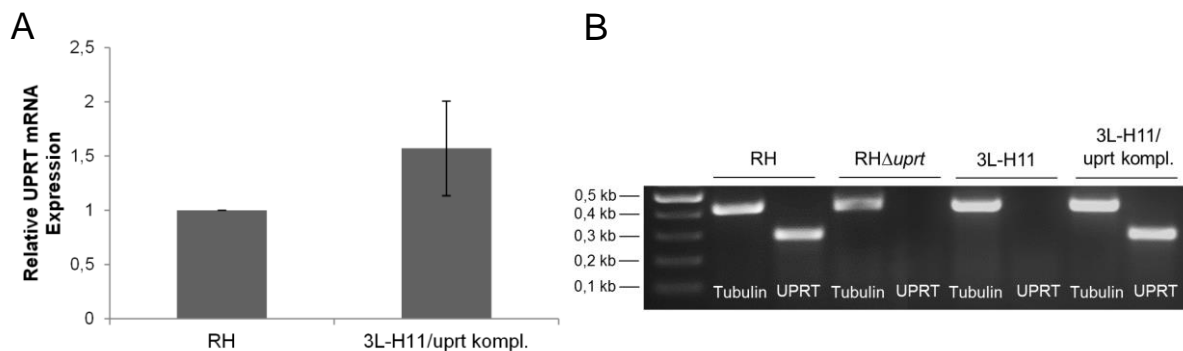 A
2,5
2
1,5
1
0,5
0
Relative UPRT mRNA
Expression
RH
3L-H11/uprt kompl.
B
RH
RHΔuprt
3L-H11
3L-H11/
uprt kompl.
0,5 kb
0,4 kb
0,3 kb
0,2 kb
0,1 kb
Tubulin UPRT Tubulin UPRT Tubulin UPRT Tubulin UPRT